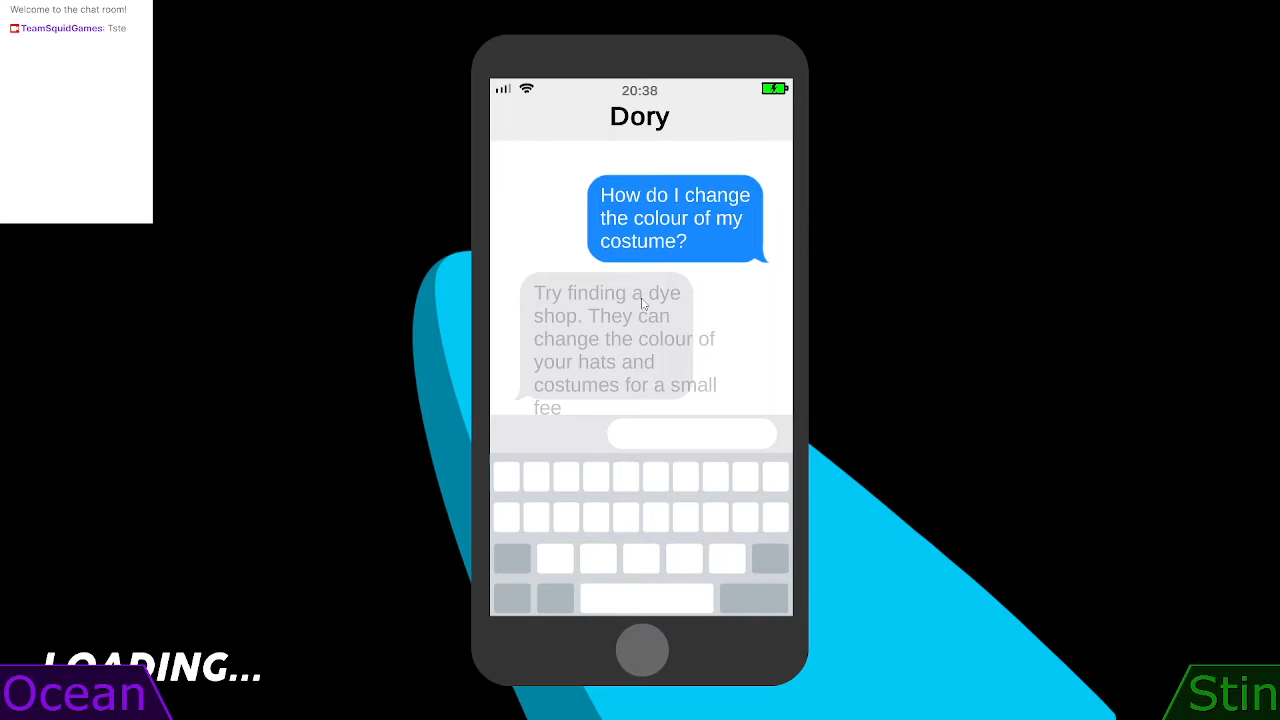 Welcome to the chat room!
TeamSquidGames: Tste
20:38
Dory
How do I change
the colour of my
costume?
Try finding a dye
shop. They can
change the colour of
your hats and
costumes for a small
fee
LOADING...
Ocean
Stin